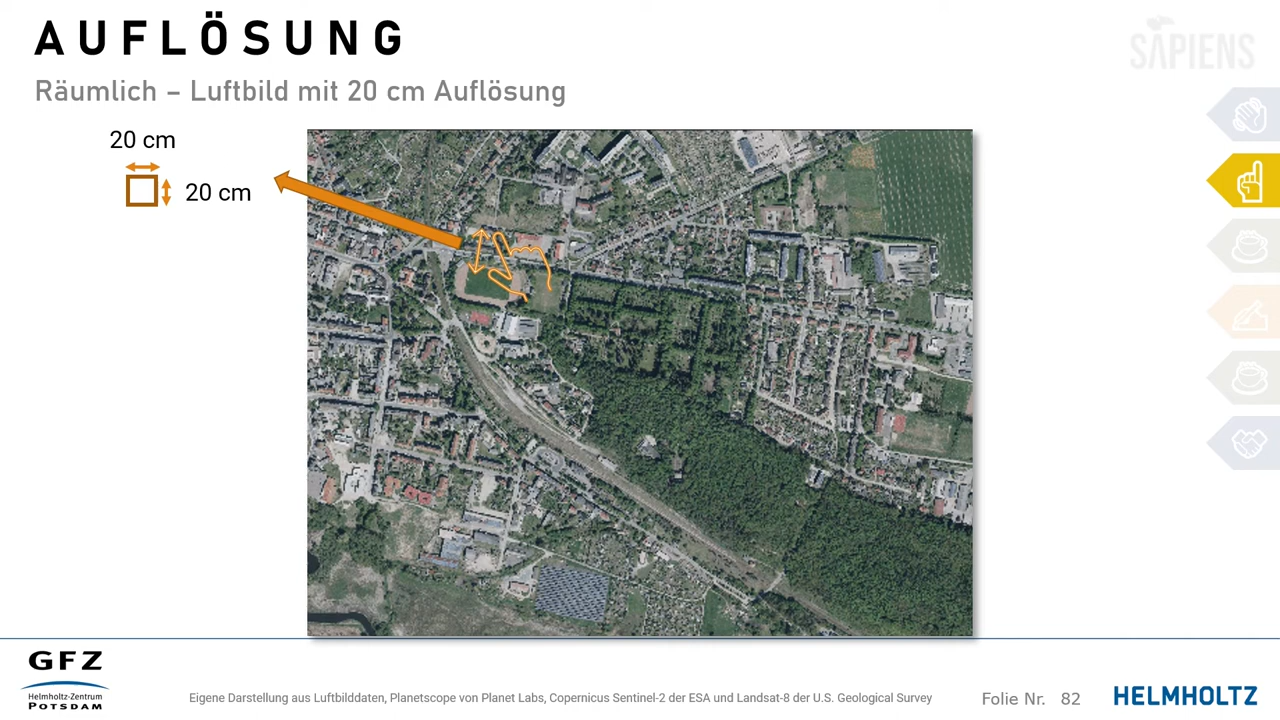 AUFLÖSUNG
SAPIENS
Räumlich – Luftbild mit 20 cm Auflösung
20 cm
20 cm
GFZ
Helmholtz-Zentrum
POTSDAM
Eigene Darstellung aus Luftbilddaten, Planetscope von Planet Labs, Copernicus Sentinel-2 der ESA und Landsat-8 der U.S. Geological Survey
Folie Nr. 82
HELMHOLTZ